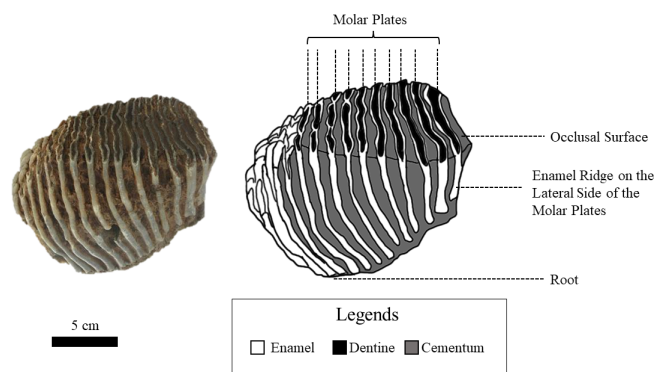 Molar Plates
Occlusal Surface
Enamel Ridge on the
Lateral Side of the
Molar Plates
Root
5 cm
Legends
Enamel Dentine Cementum